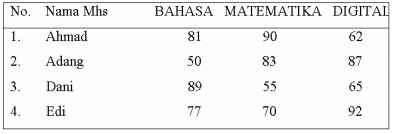 No. Nama Mhs BAHASA MATEMATIKA DIGITAL
1. Ahmad 81 90 62
2. Adang 50 83 87
3. Dani 89 55 65
4. Edi 77 70 92